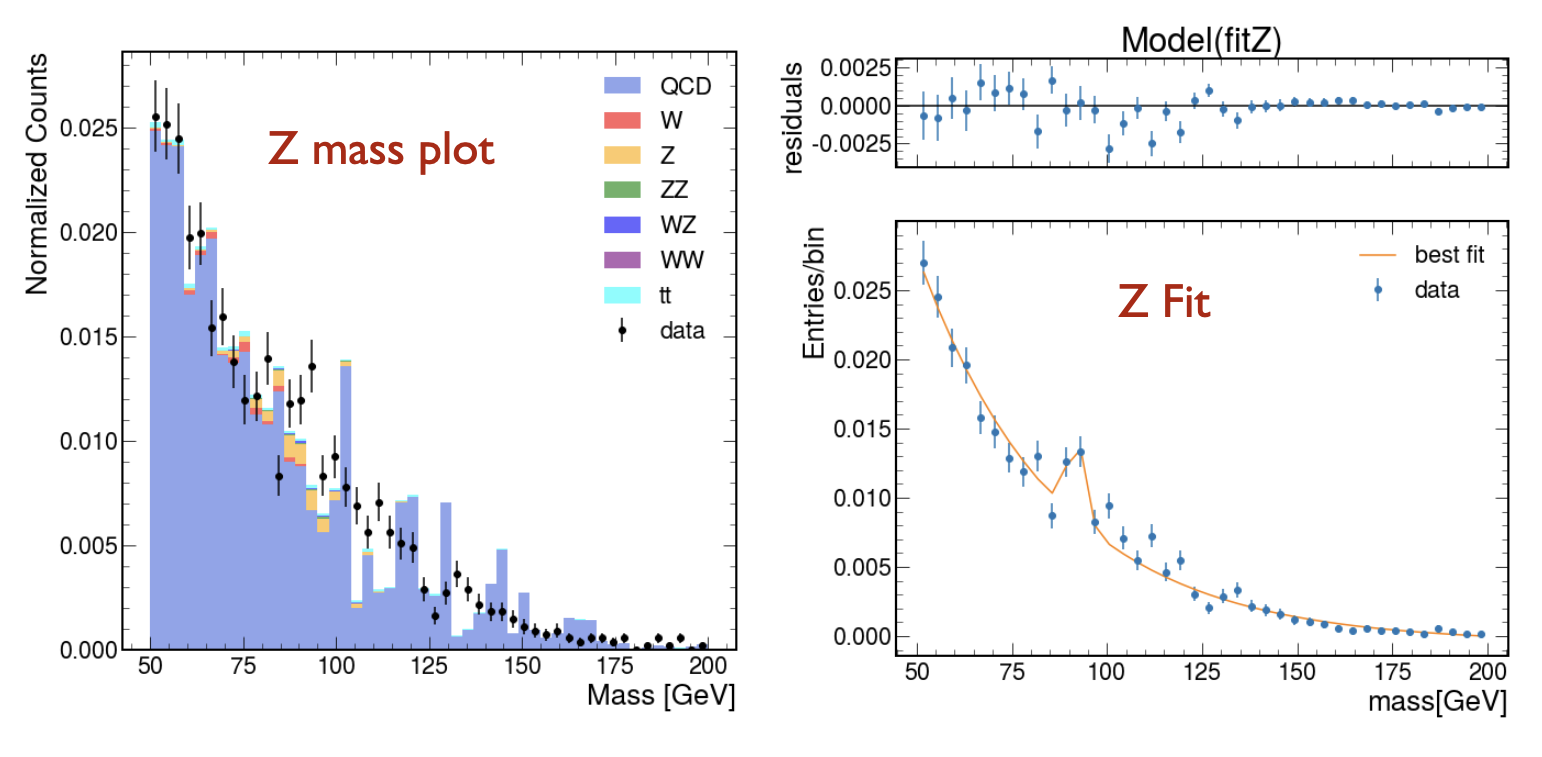 Z mass plot
Normalized Counts
0.025
0.020
0.015
0.010
0.005
0.000
50 75 100 125 150 175 200
Mass [GeV]
QCD
W
Z
ZZ
WZ
WW
tt
data
Model(fitZ)
residuals
0.0025
0.0000
-0.0025
Z Fit
Entries/bin
best fit
data
0.025
0.020
0.015
0.010
0.005
0.000
50 75 100 125 150 175 200
mass[GeV]